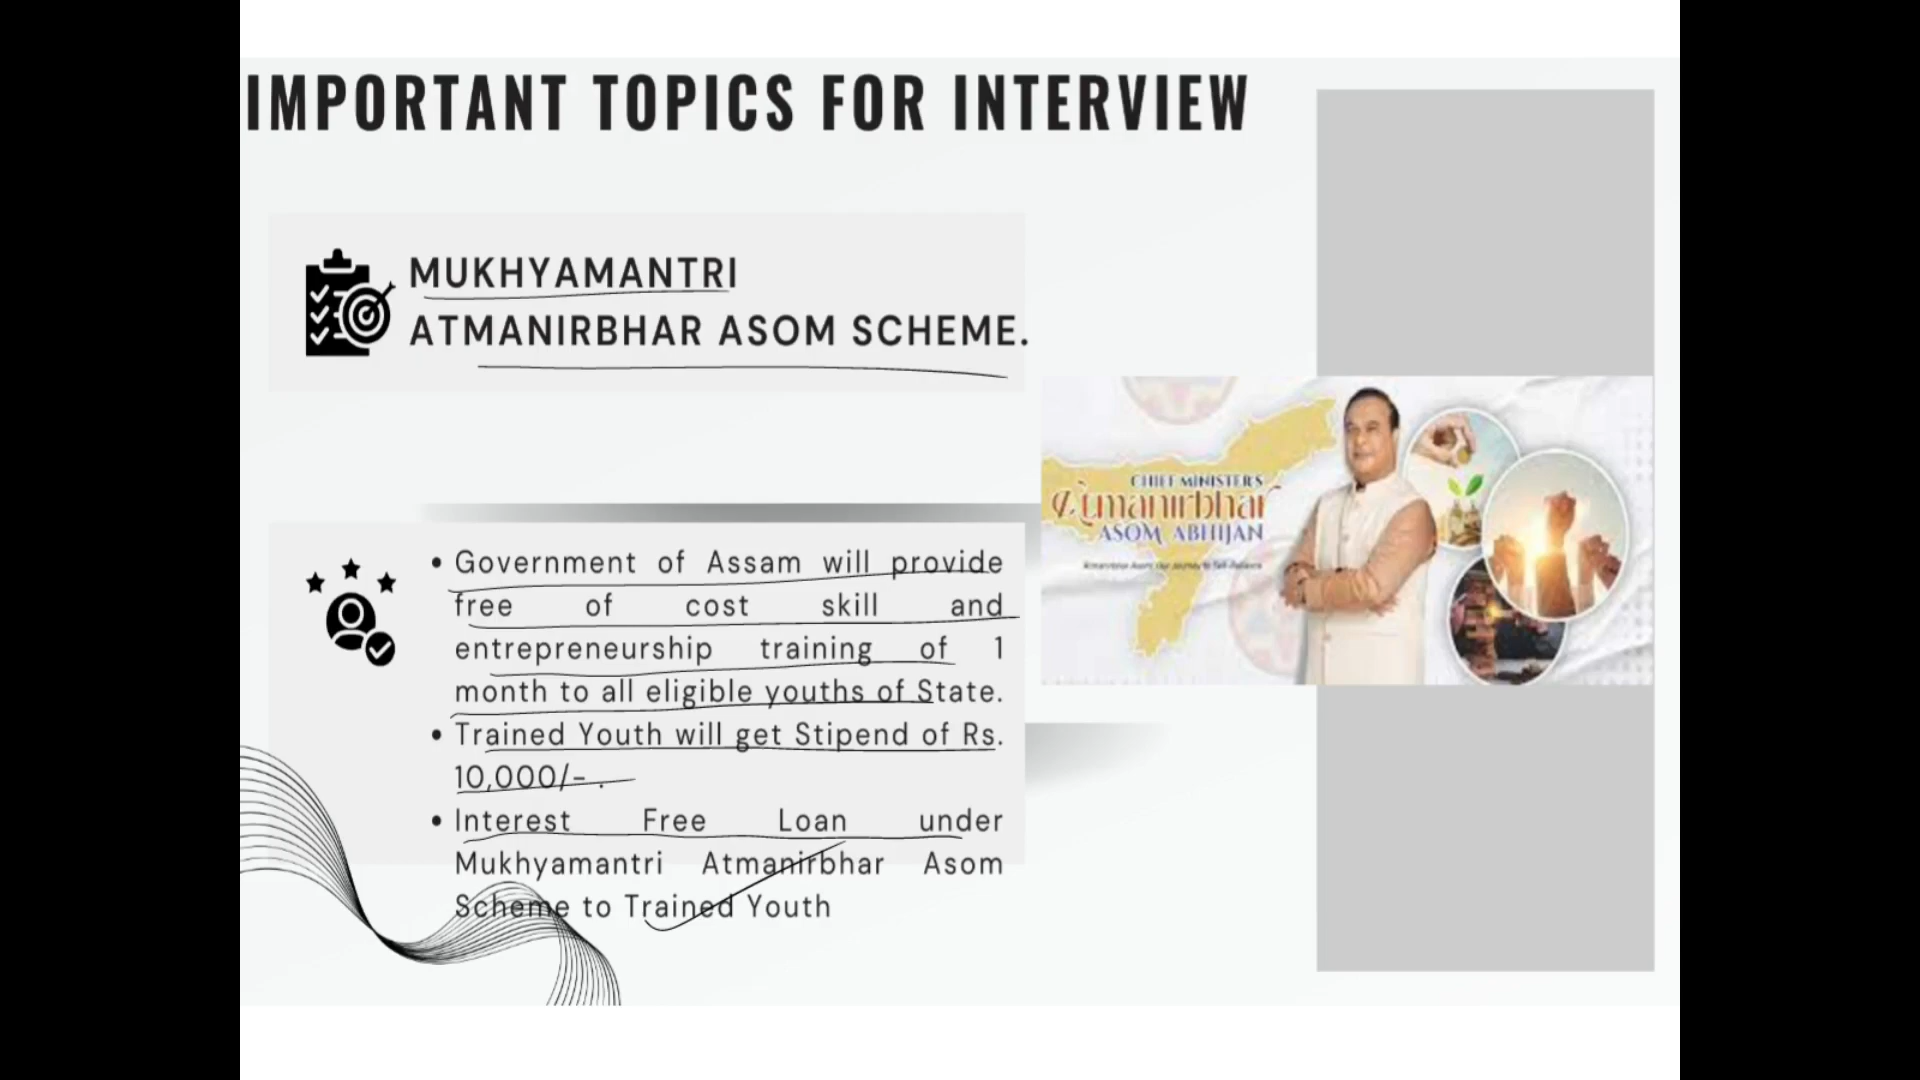 IMPORTANT TOPICS FOR INTERVIEW
MUKHYAMANTRI
ATMANIRBHAR ASOM SCHEME.
CHIEF MINISTER'S
Atmanirbhar
ASOM ABHIJAN
• Government of Assam will provide
free of cost skill and
entrepreneurship training of 1
month to all eligible youths of State.
• Trained Youth will get Stipend of Rs.
10,000/- .
• Interest Free Loan under
Mukhyamantri Atmanirbhar Asom
Scheme to Trained Youth